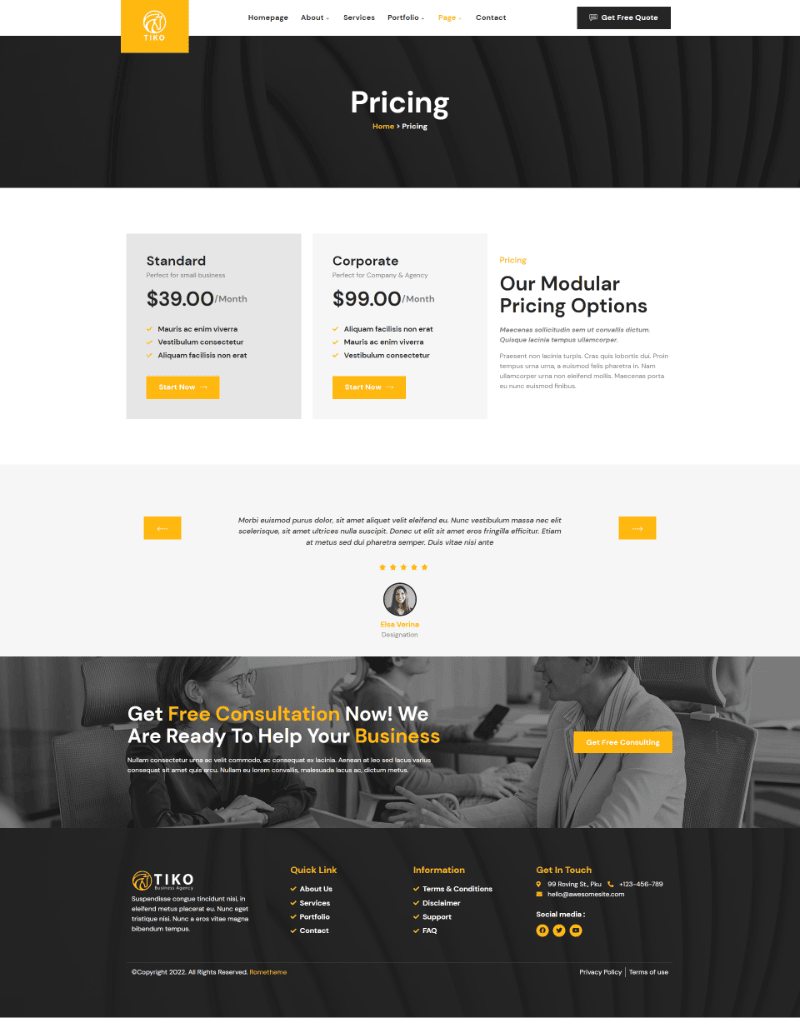 TIKO
Homepage About Services Portfolio Page Contact
Get Free Quote
Pricing
Home > Pricing
Standard
Perfect for small business
$39.00/Month
Mauris ac enim viverra
Vestibulum consectetur
Aliquam facilisis non erat
Start Now
Corporate
Perfect for Company & Agency
$99.00/Month
Aliquam facilisis non erat
Mauris ac enim viverra
Vestibulum consectetur
Start Now
Pricing
Our Modular
Pricing Options
Maecenas sollicitudin sem ut convallis dictum.
Quisque lacinia tempus ullamcorper.
Praesent non lacinia turpis. Cras quis lobortis dui. Proin
tempus urna urna, a euismod felis pharetra in. Nam
ullamcorper urna non eleifend mollis. Maecenas porta
eu nunc euismod finibus.
Morbi euismod purus dolor, sit amet aliquet velit eleifend eu. Nunc vestibulum massa nec elit
scelerisque, sit amet ultrices nulla suscipit. Donec ut elit sit amet eros fringilla efficitur. Etiam
at metus sed dui pharetra semper. Duis vitae nisi ante
Elsa Verina
Designation
Get Free Consultation Now! We
Are Ready To Help Your Business
Nullam consectetur urna ac velit commodo, ac consequat ex lacinia. Aenean at leo sed lacus varius
consequat sit amet quis arcu. Nullam eu lorem convallis, malesuada lacus ac, dictum metus.
Get Free Consulting
TIKO
Business Agency
Suspendisse congue tincidunt nisi, in
eleifend metus placerat eu. Nunc eget
tristique nisi. Nunc a eros vitae magna
bibendum tempus.
Quick Link
About Us
Services
Portfolio
Contact
Information
Terms & Conditions
Disclaimer
Support
FAQ
Get In Touch
99 Roving St., Pku +123-456-789
hello@awesomesite.com
Social media :
©Copyright 2022. All Rights Reserved. Rometheme
Privacy Policy | Terms of use